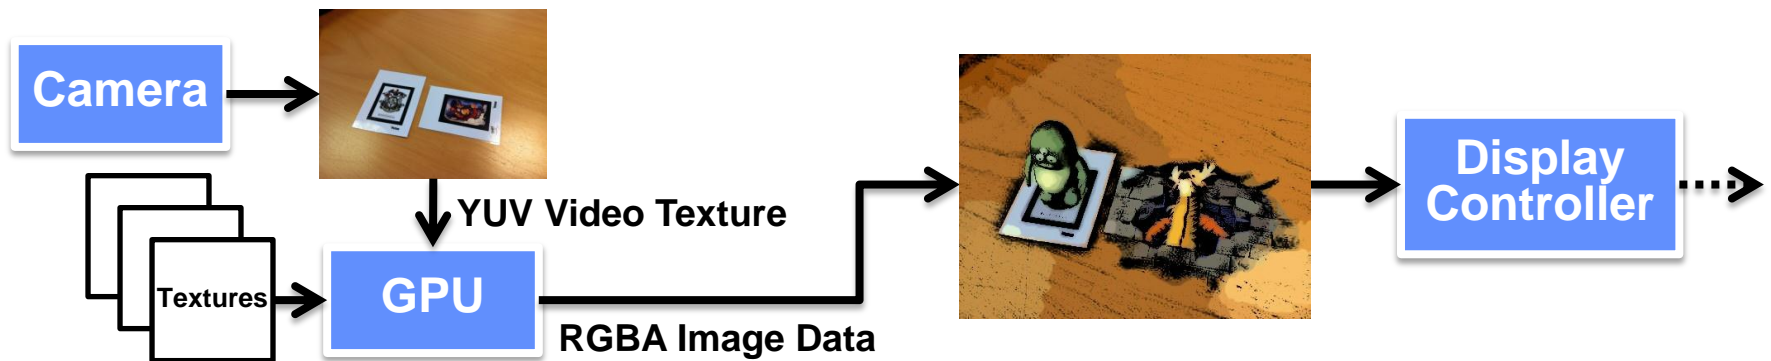 Camera
YUV Video Texture
Textures
GPU
RGBA Image Data
Display
Controller